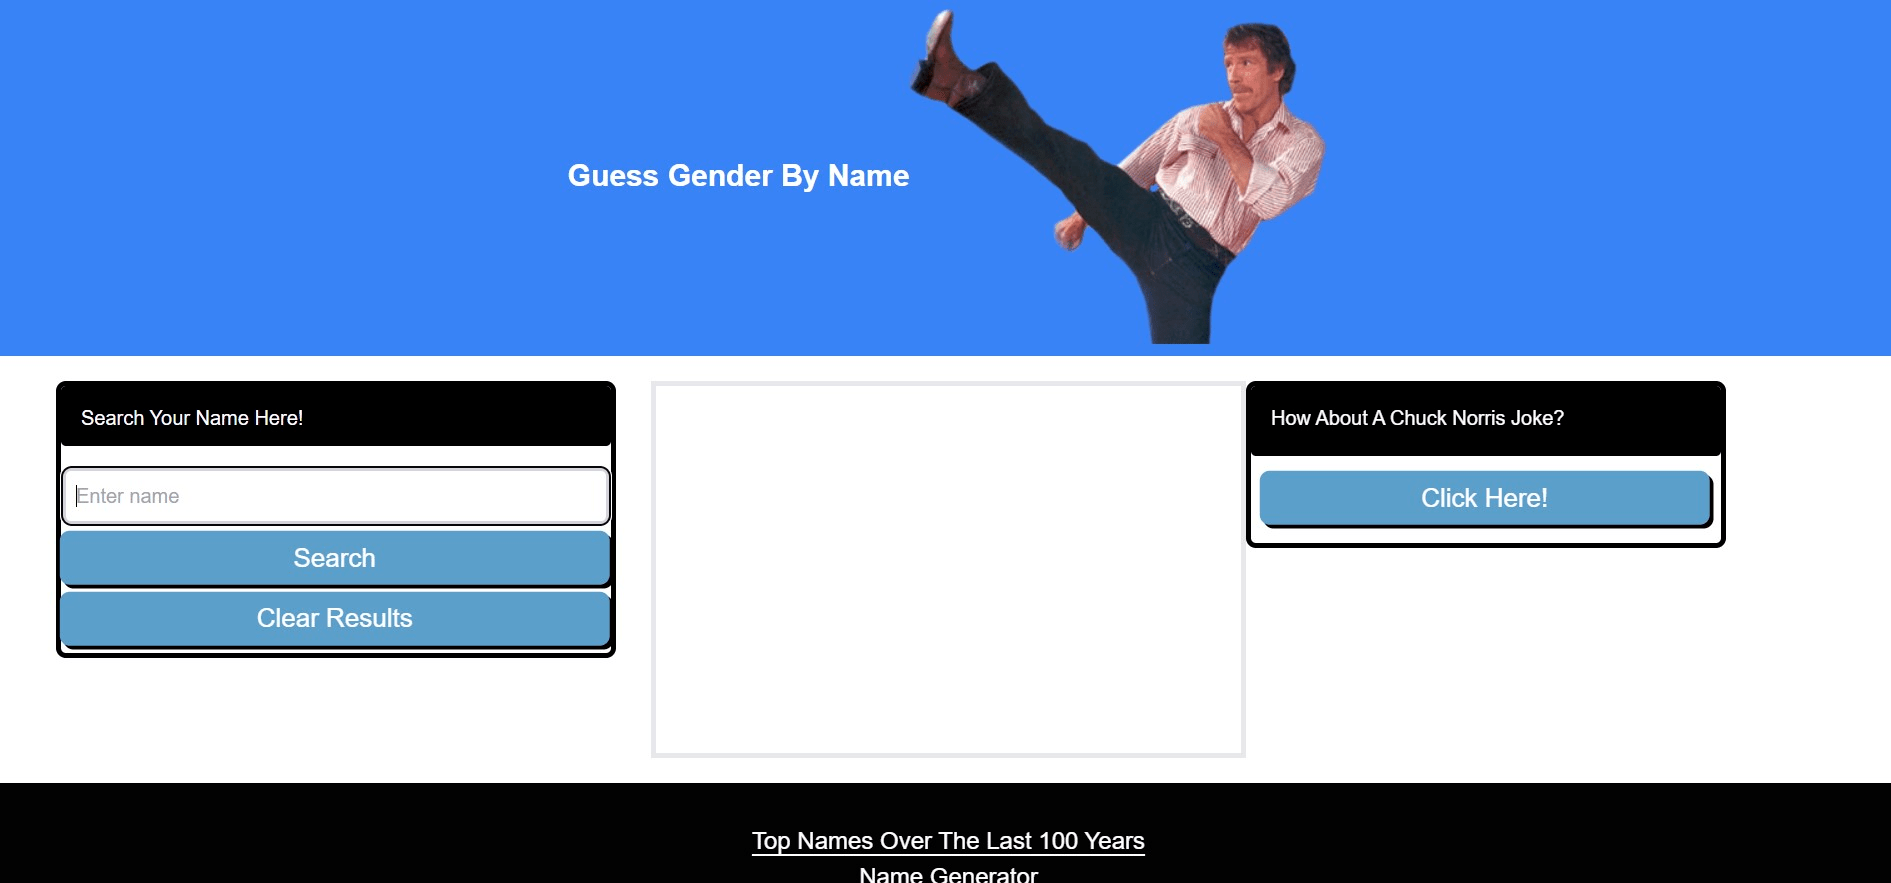 Guess Gender By Name
Search Your Name Here!
Enter name
Search
Clear Results
How About A Chuck Norris Joke?
Click Here!
Top Names Over The Last 100 Years
Name Generator